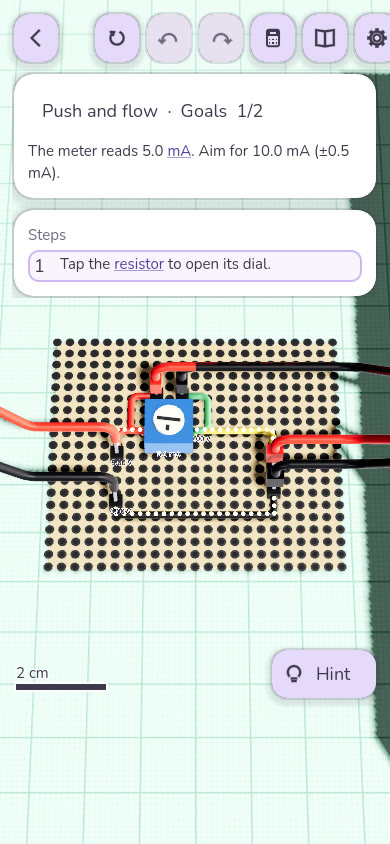 Push and flow · Goals 1/2
The meter reads 5.0 mA. Aim for 10.0 mA (±0.5
mA).
Steps
1 Tap the resistor to open its dial.
2 cm
Hint